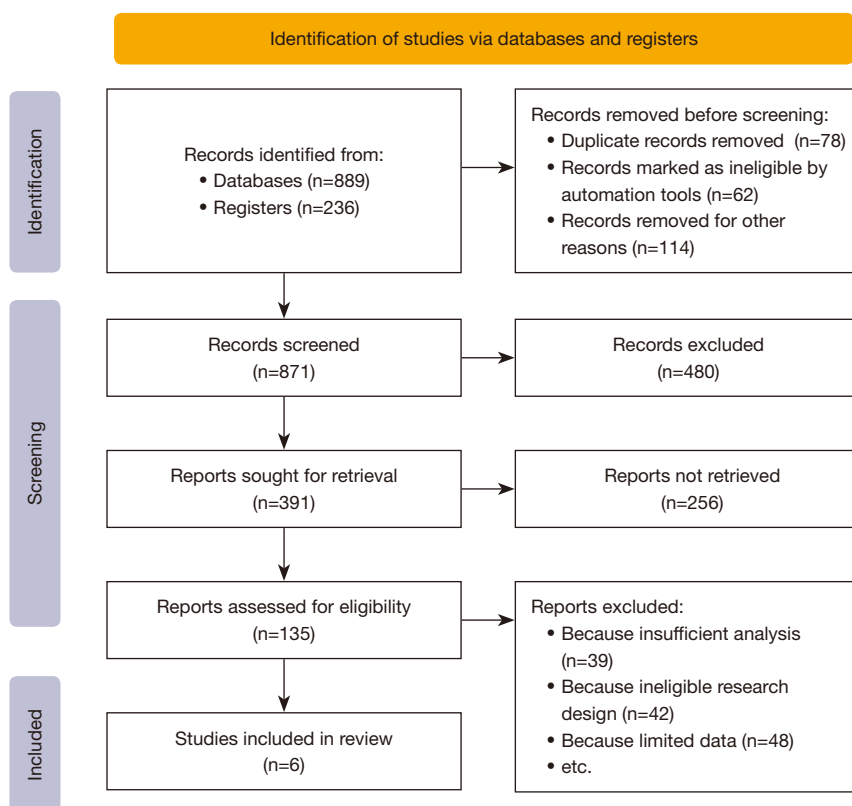 Identification of studies via databases and registers
Identification
Records identified from:
• Databases (n=889)
• Registers (n=236)
Records removed before screening:
• Duplicate records removed (n=78)
• Records marked as ineligible by
automation tools (n=62)
• Records removed for other
reasons (n=114)
Screening
Records screened
(n=871)
Records excluded
(n=480)
Reports sought for retrieval
(n=391)
Reports not retrieved
(n=256)
Reports assessed for eligibility
(n=135)
Reports excluded:
• Because insufficient analysis
(n=39)
• Because ineligible research
design (n=42)
• Because limited data (n=48)
• etc.
Included
Studies included in review
(n=6)